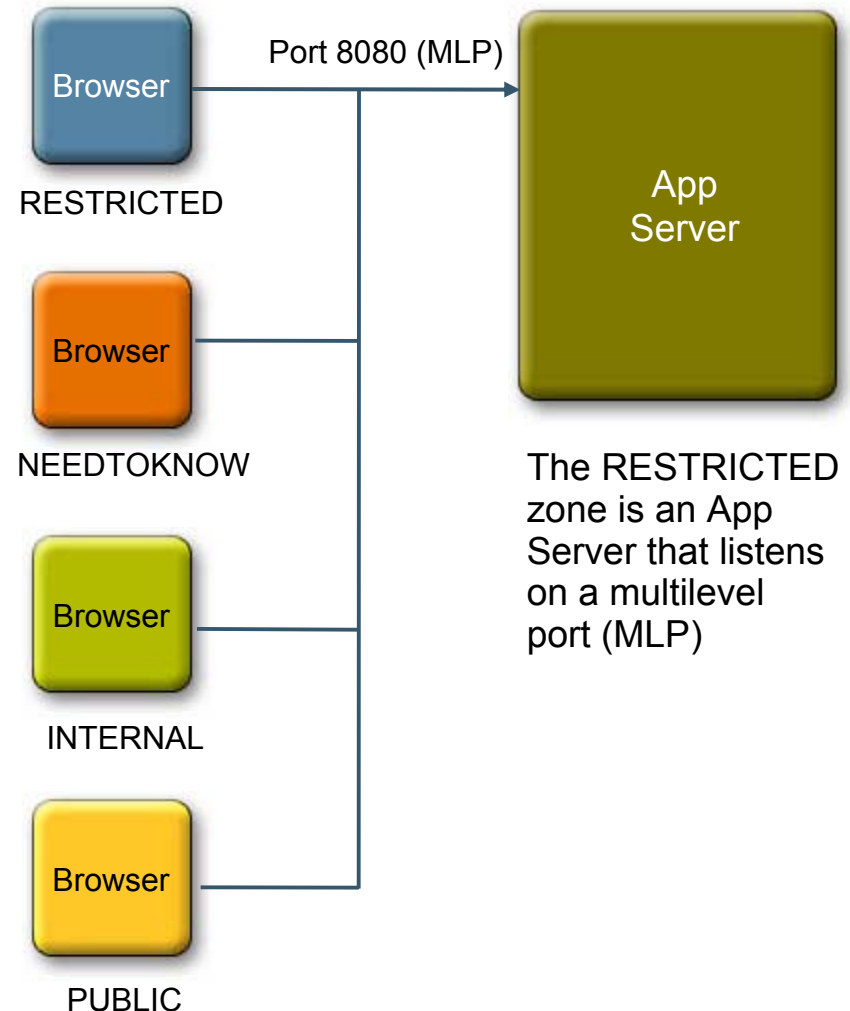 Port 8080 (MLP)
Browser
RESTRICTED
App
Server
Browser
NEEDTOKNOW
The RESTRICTED
zone is an App
Server that listens
on a multilevel
port (MLP)
Browser
INTERNAL
Browser
PUBLIC